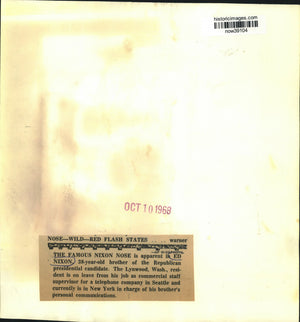 historicimages.com
now39104
OCT 10 1968
NOSE—WILD—RED FLASH STATES ..... warner
THE FAMOUS NIXON NOSE is apparent in ED
NIXON, 38-year-old brother of the Republican
presidential candidate. The Lynwood, Wash., resi-
dent is on leave from his job as commercial staff
supervisor for a telephone company in Seattle and
currently is in New York in charge of his brother's
personal communications.